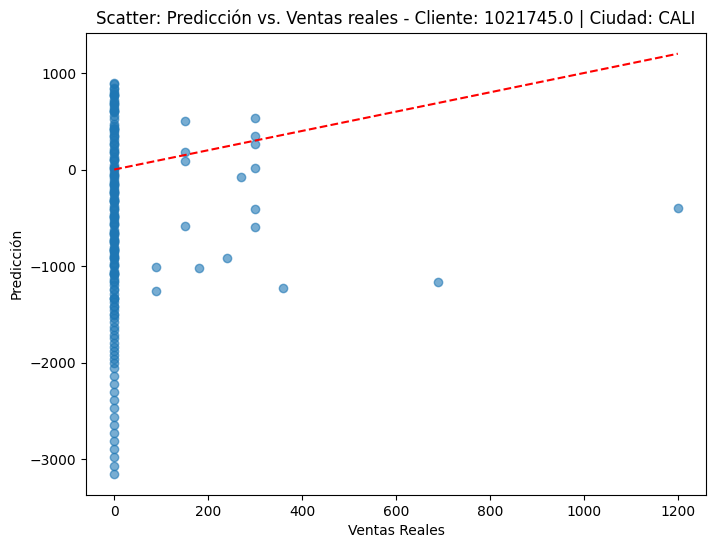 Scatter: Predicción vs. Ventas reales - Cliente: 1021745.0 | Ciudad: CALI
1000
0
−1000
−2000
−3000
Predicción
0 200 400 600 800 1000 1200
Ventas Reales